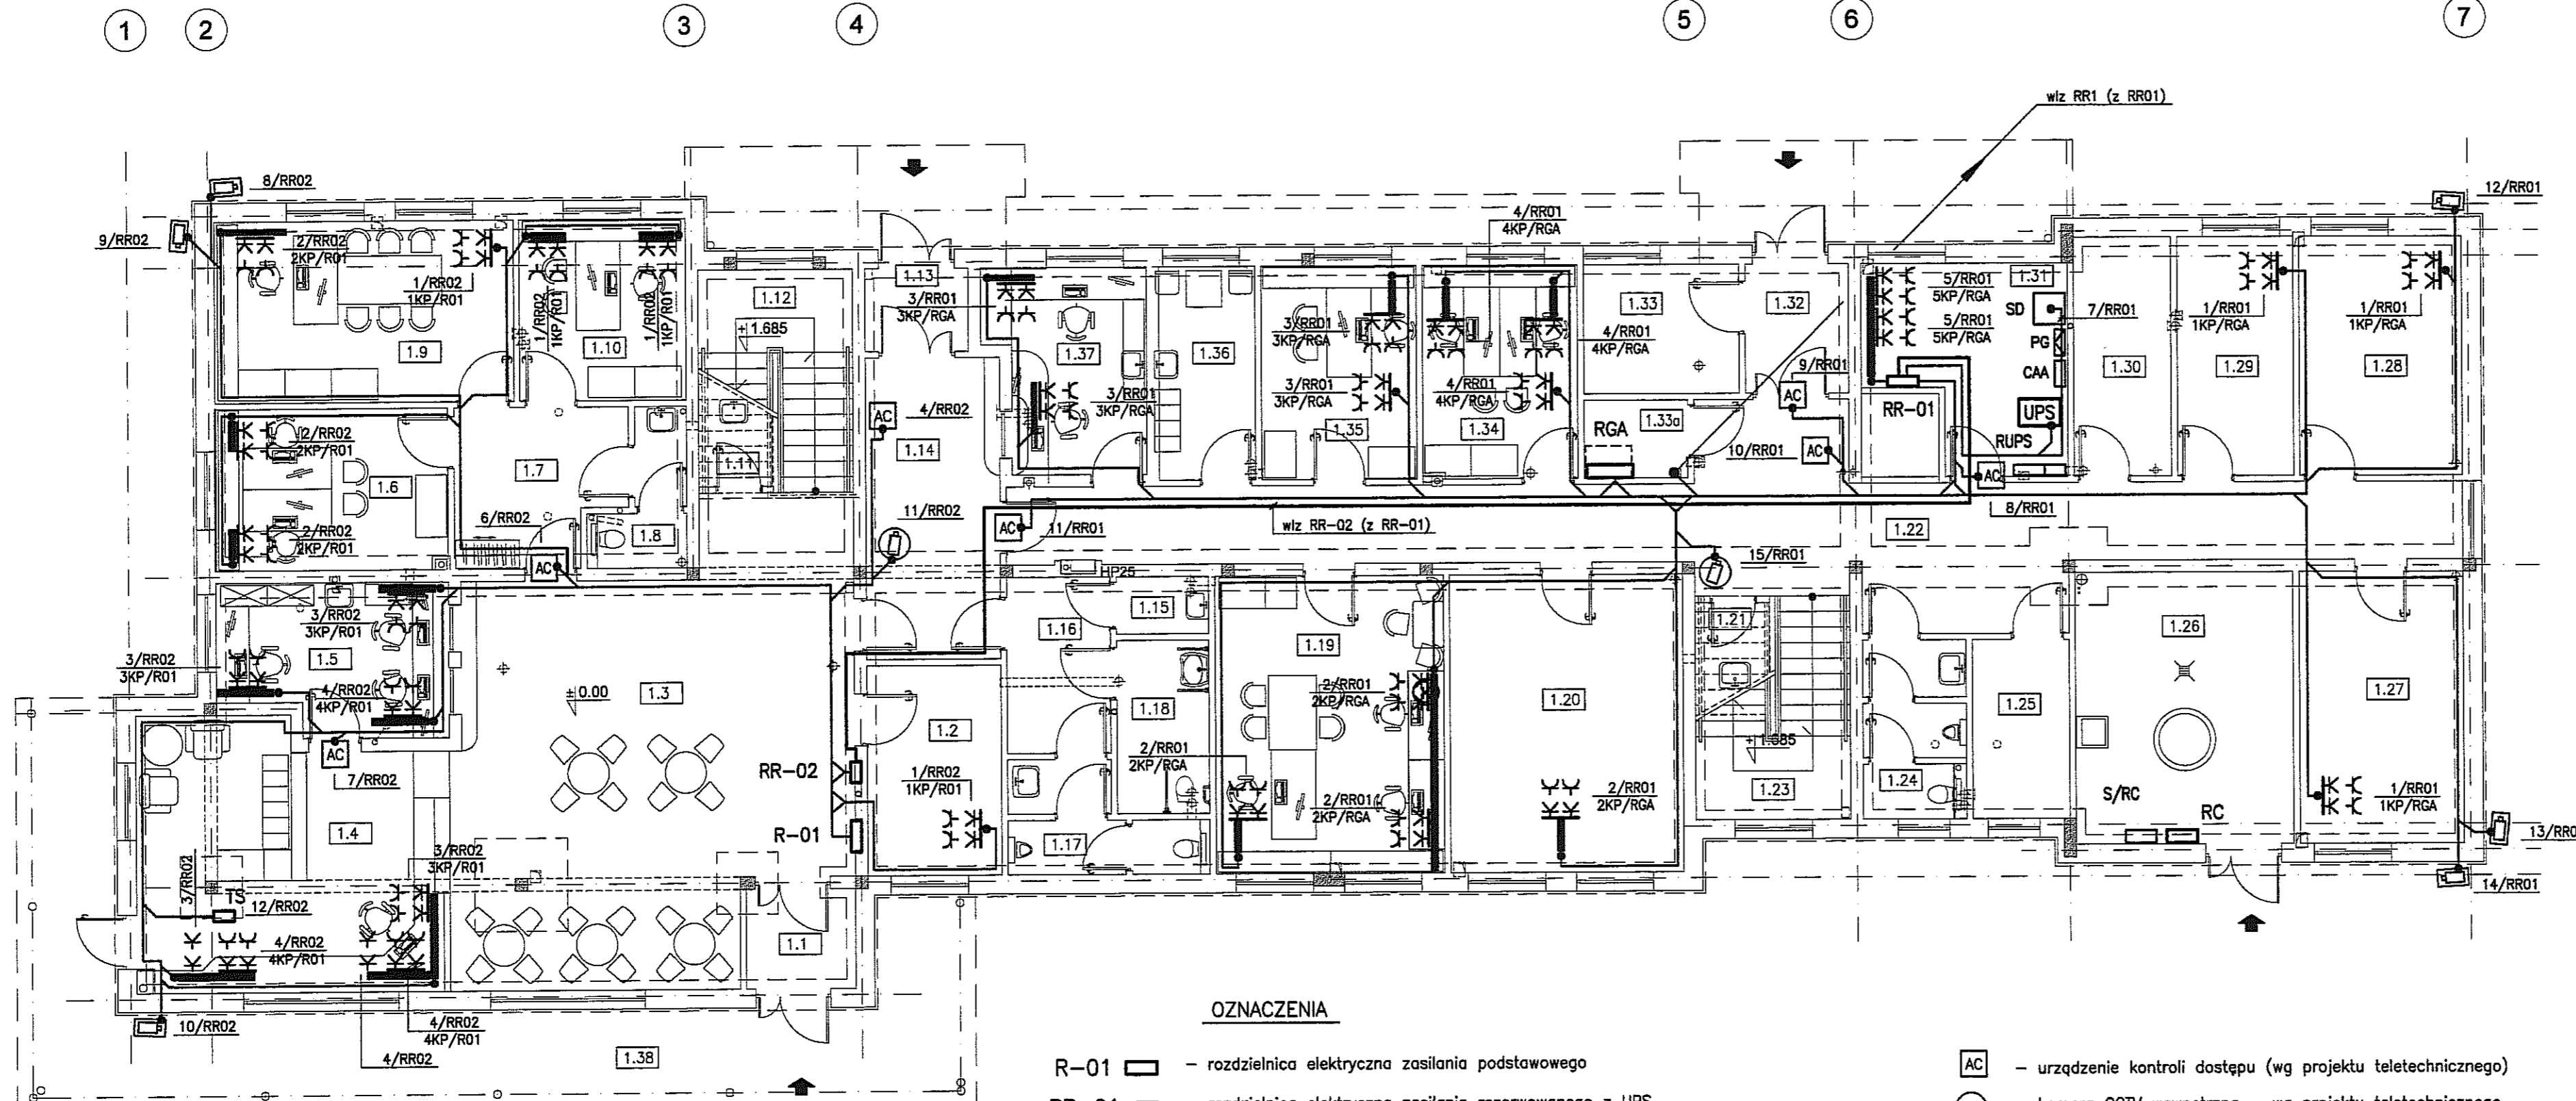 1
2
3
4
5
6
7
wlz RR1 (z RR01)
8/RR02
9/RR02
12/RR01
2/RR02
2KP/R01
1/RR02
1KP/R01
1/RR02
1KP/R01
1/RR02
1KP/R01
1.9
1.10
1.12
+1.685
1.13
3/RR01
3KP/RGA
1.37
3/RR01
3KP/RGA
1.36
3/RR01
3KP/RGA
3/RR01
3KP/RGA
1.35
4/RR01
4KP/RGA
4/RR01
4KP/RGA
1.34
1.33
4/RR01
4KP/RGA
1.32
9/RR01
AC
5/RR01
5KP/RGA
5/RR01
5KP/RGA
1.31
SD
7/RR01
PG
CAA
UPS
RUPS
RR-01
1.30
1/RR01
1KP/RGA
1.29
1/RR01
1KP/RGA
1.28
2/RR02
2KP/R01
1.6
2/RR02
2KP/R01
1.7
6/RR02
1.8
AC
1.11
AC
4/RR02
1.14
11/RR02
AC
11/RR01
wlz RR-02 (z RR-01)
RGA
1.33a
10/RR01
AC
AC
8/RR01
1.22
15/RR01
HP25
3/RR02
3KP/R01
1.5
3/RR02
3KP/R01
4/RR02
4KP/R01
AC
7/RR02
±0.00
1.3
1.2
1/RR02
1KP/R01
RR-02
R-01
1.15
1.16
1.18
1.17
1.19
2/RR01
2KP/RGA
2/RR01
2KP/RGA
2/RR01
2KP/RGA
1.20
2/RR01
2KP/RGA
1.21
+1.685
1.23
1.24
1.25
1.26
S/RC
RC
1.27
1/RR01
1KP/RGA
13/RR0
14/RR01
1.4
3/RR02
3KP/R01
3/RR02
TS
12/RR02
4/RR02
4KP/R01
1.1
10/RR02
4/RR02
4KP/R01
4/RR02
1.38
OZNACZENIA
R-01 – rozdzielnica elektryczna zasilania podstawowego
AC – urządzenie kontroli dostępu (wg projektu teletechnicznego)